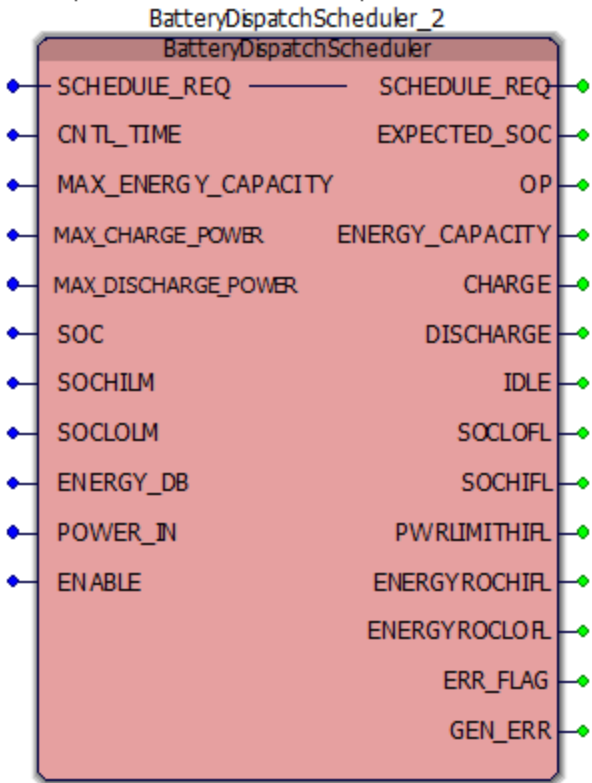 BatteryDispatchScheduler_2
BatteryDispatchScheduler
SCHEDULE_REQ SCHEDULE_REQ
CNTL_TIME EXPECTED_SOC
MAX_ENERGY_CAPACITY OP
MAX_CHARGE_POWER ENERGY_CAPACITY
MAX_DISCHARGE_POWER CHARGE
SOC DISCHARGE
SOCHILM IDLE
SOCLOLM SOCLOFL
ENERGY_DB SOCHIFL
POWER_IN PWRLIMITHIFL
ENABLE ENERGYROCHIFL
ENERGYROCLOFL
ERR_FLAG
GEN_ERR